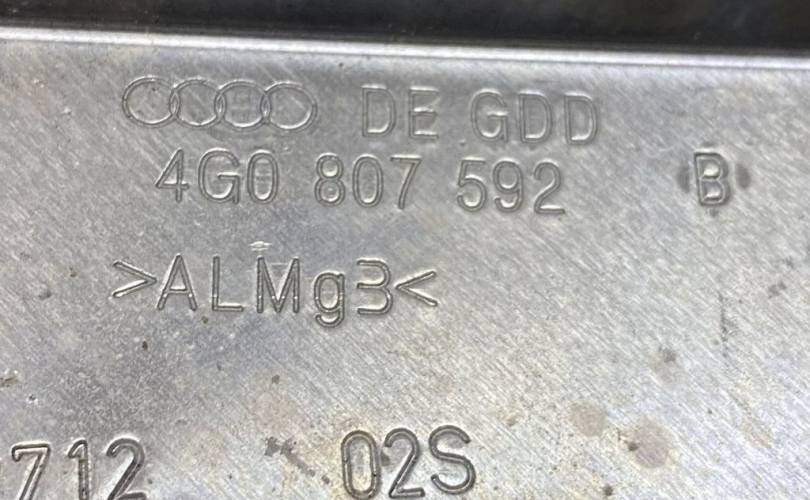 DE GDD
4G0 807 592 B
>ALMg3<
712 02S